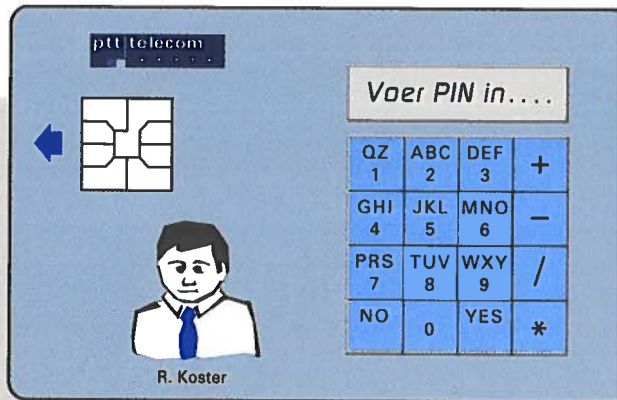 ptt telecom
Voer PIN in....
QZ ABC DEF +
1 2 3
GHI JKL MNO −
4 5 6
PRS TUV WXY /
7 8 9
NO 0 YES *
R. Koster